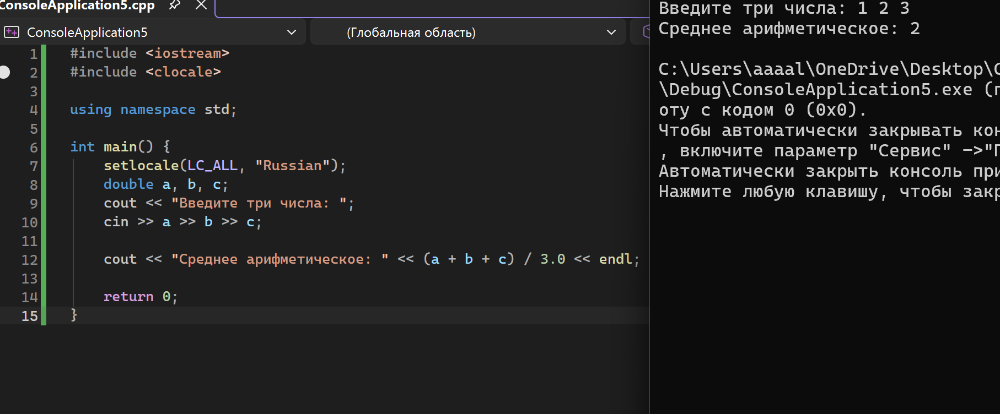 ConsoleApplication5.cpp
ConsoleApplication5
(Глобальная область)
1 #include <iostream>
2 #include <clocale>
3
4 using namespace std;
5
6 int main() {
7 setlocale(LC_ALL, "Russian");
8 double a, b, c;
9 cout << "Введите три числа: ";
10 cin >> a >> b >> c;
11
12 cout << "Среднее арифметическое: " << (a + b + c) / 3.0 << endl;
13
14 return 0;
15 }
Введите три числа: 1 2 3
Среднее арифметическое: 2
C:\Users\aaaal\OneDrive\Desktop\
\Debug\ConsoleApplication5.exe (
оту с кодом 0 (0x0).
Чтобы автоматически закрывать кон
, включите параметр "Сервис" ->"
Автоматически закрыть консоль при
Нажмите любую клавишу, чтобы закр